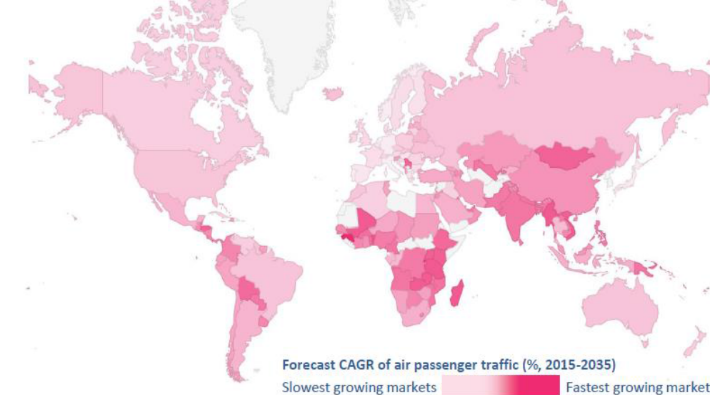 Forecast CAGR of air passenger traffic (%, 2015-2035)
Slowest growing markets Fastest growing market